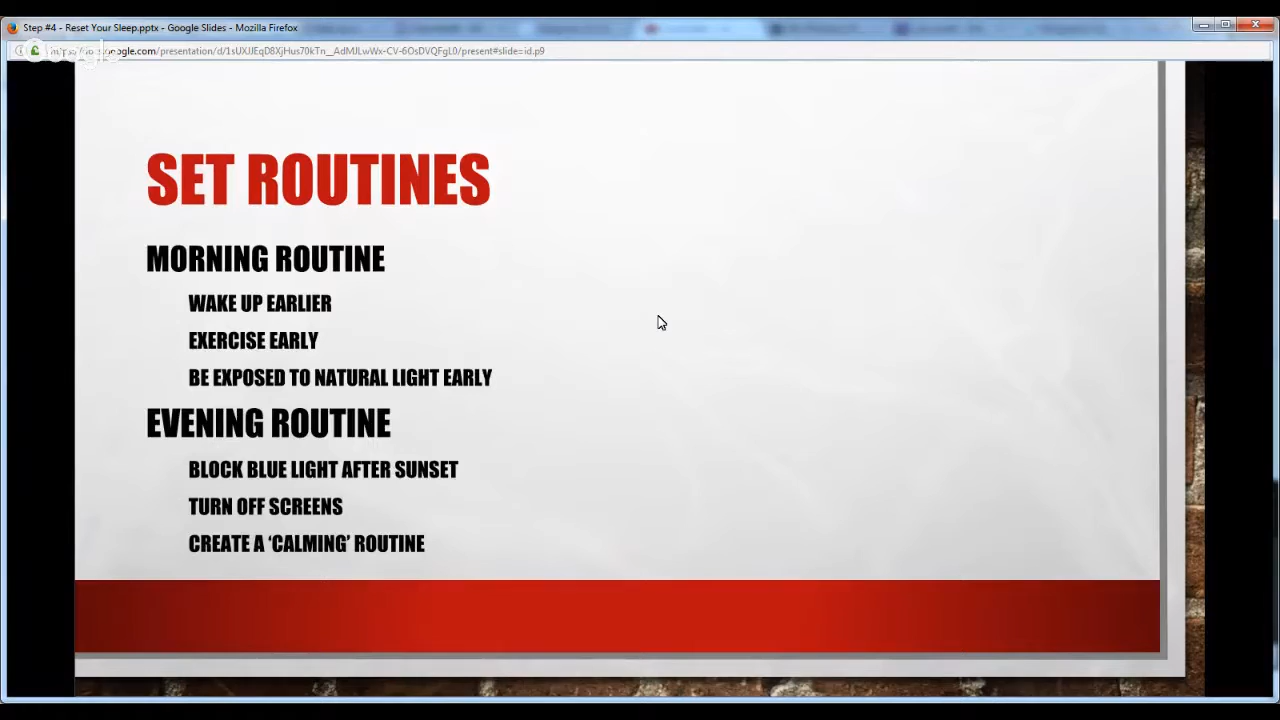 Step #4 - Reset Your Sleep.pptx - Google Slides - Mozilla Firefox
Google
SET ROUTINES
MORNING ROUTINE
WAKE UP EARLIER
EXERCISE EARLY
BE EXPOSED TO NATURAL LIGHT EARLY
EVENING ROUTINE
BLOCK BLUE LIGHT AFTER SUNSET
TURN OFF SCREENS
CREATE A ‘CALMING’ ROUTINE